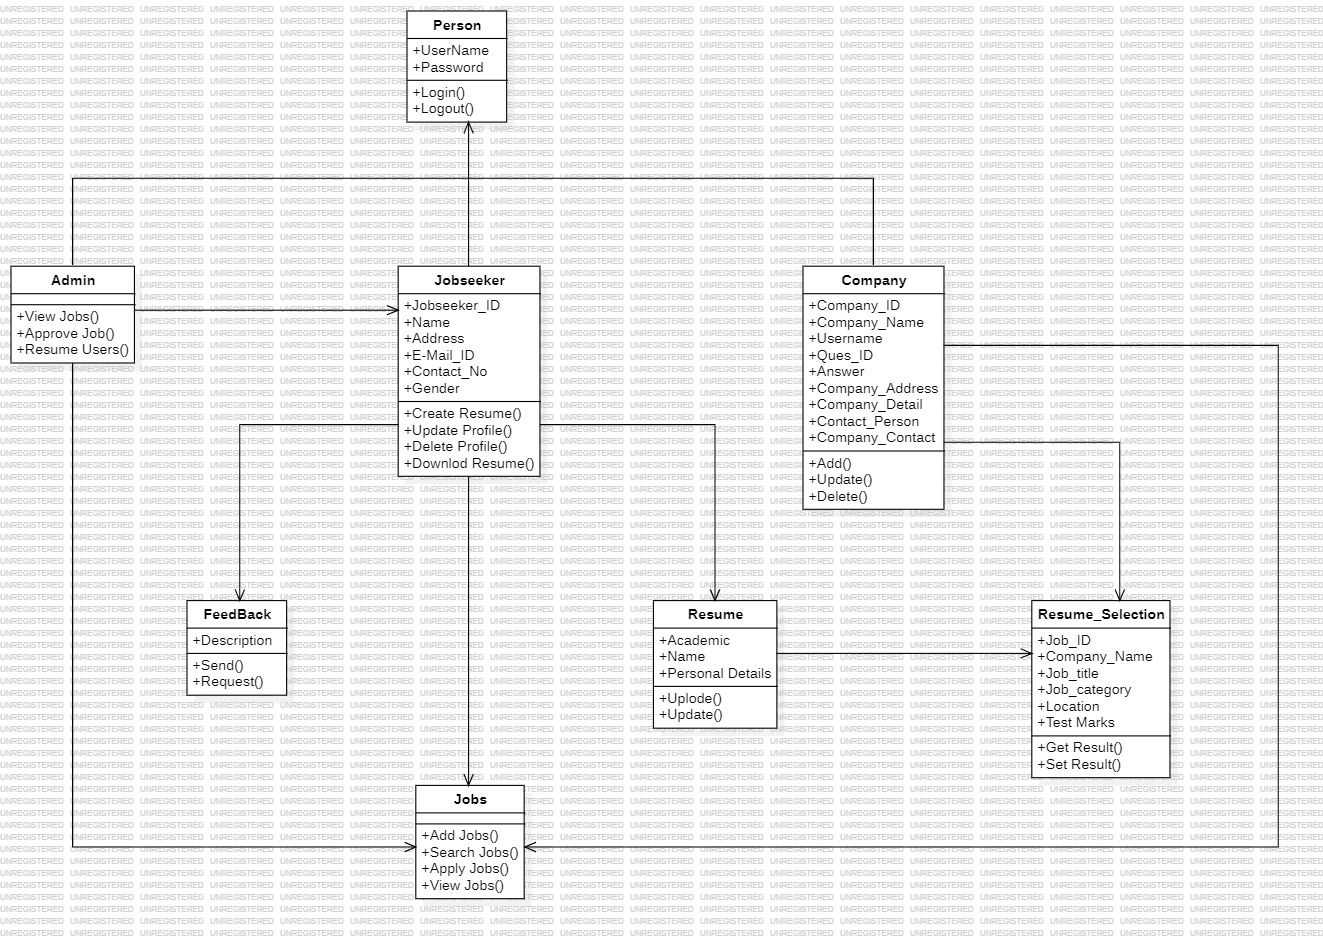 Person
+UserName
+Password
+Login()
+Logout()
Admin
+View Jobs()
+Approve Job()
+Resume Users()
Jobseeker
+Jobseeker_ID
+Name
+Address
+E-Mail_ID
+Contact_No
+Gender
+Create Resume()
+Update Profile()
+Delete Profile()
+Downlod Resume()
Company
+Company_ID
+Company_Name
+Username
+Ques_ID
+Answer
+Company_Address
+Company_Detail
+Contact_Person
+Company_Contact
+Add()
+Update()
+Delete()
FeedBack
+Description
+Send()
+Request()
Resume
+Academic
+Name
+Personal Details
+Uplode()
+Update()
Resume_Selection
+Job_ID
+Company_Name
+Job_title
+Job_category
+Location
+Test Marks
+Get Result()
+Set Result()
Jobs
+Add Jobs()
+Search Jobs()
+Apply Jobs()
+View Jobs()
UNREGISTERED